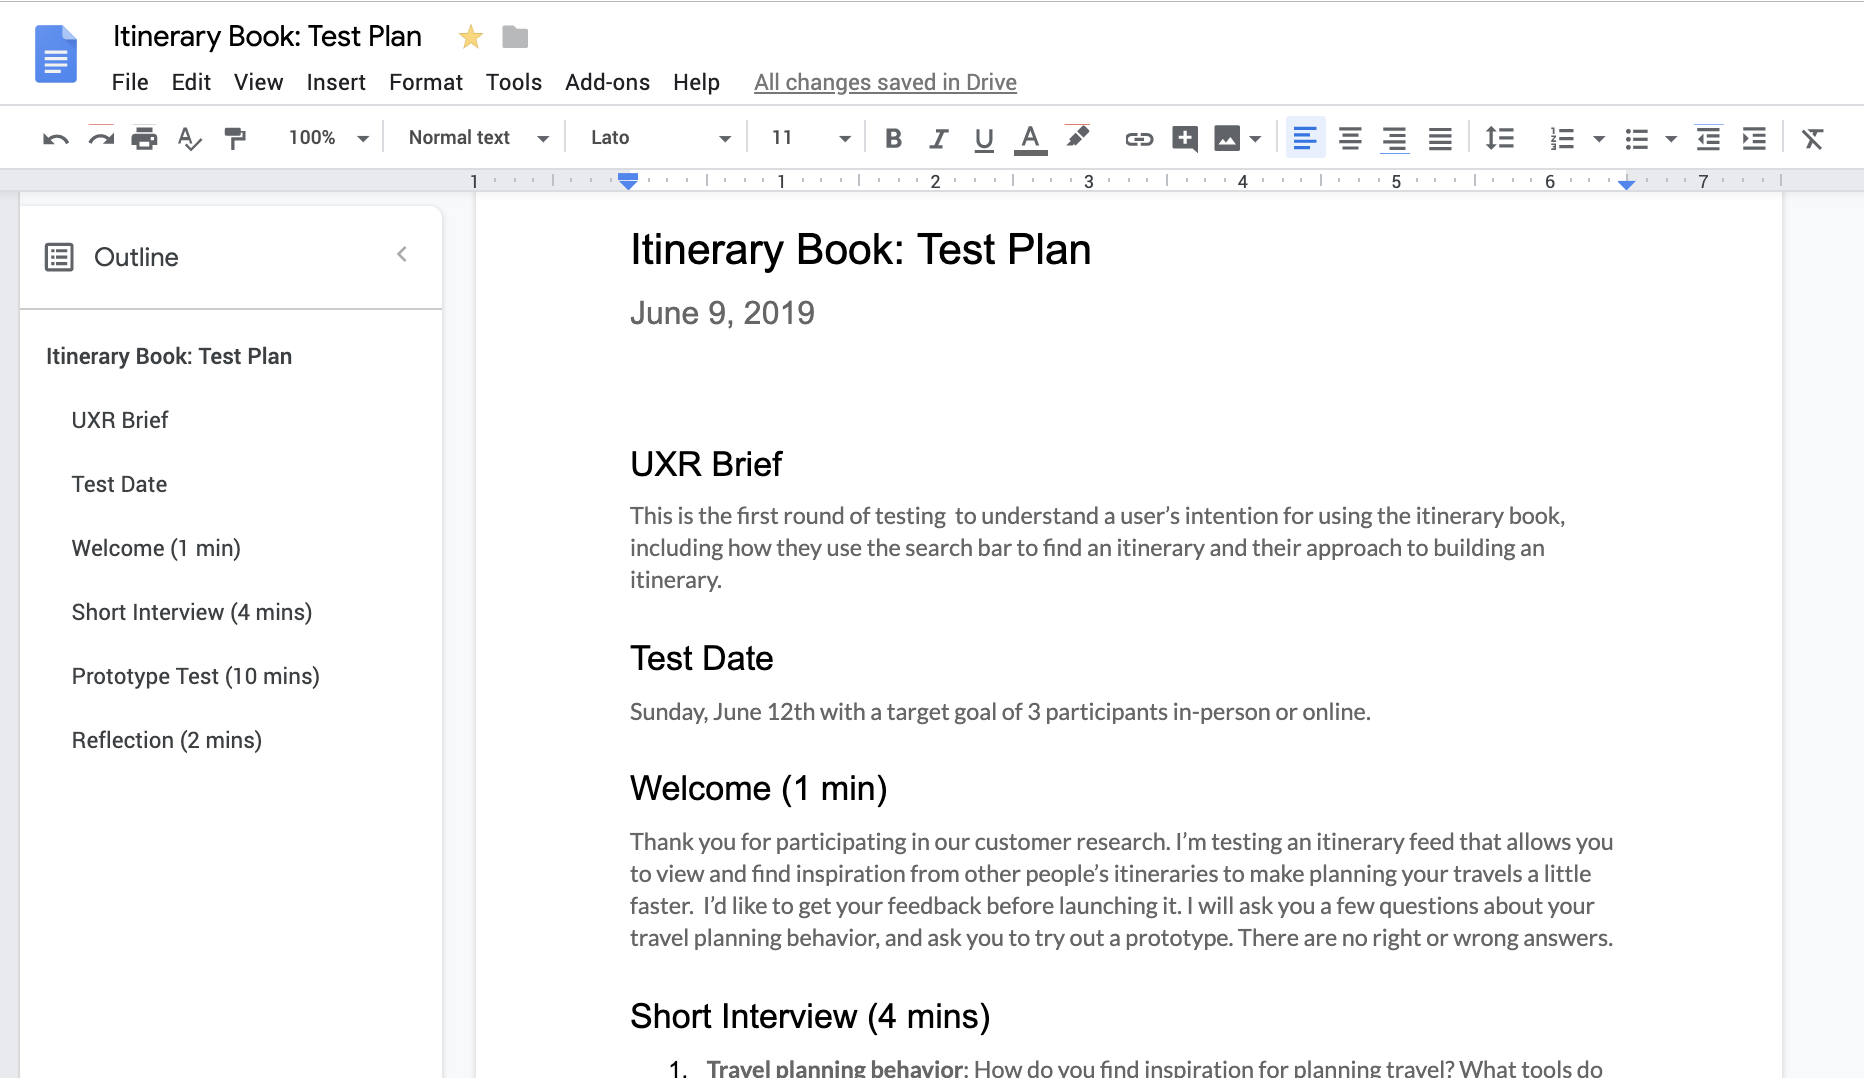 Itinerary Book: Test Plan
File Edit View Insert Format Tools Add-ons Help All changes saved in Drive
100% Normal text Lato 11 B I U A
1 1 2 3 4 5 6 7
Outline
Itinerary Book: Test Plan
UXR Brief
Test Date
Welcome (1 min)
Short Interview (4 mins)
Prototype Test (10 mins)
Reflection (2 mins)
Itinerary Book: Test Plan
June 9, 2019
UXR Brief
This is the first round of testing  to understand a user’s intention for using the itinerary book,
including how they use the search bar to find an itinerary and their approach to building an
itinerary.
Test Date
Sunday, June 12th with a target goal of 3 participants in-person or online.
Welcome (1 min)
Thank you for participating in our customer research. I’m testing an itinerary feed that allows you
to view and find inspiration from other people’s itineraries to make planning your travels a little
faster.  I’d like to get your feedback before launching it. I will ask you a few questions about your
travel planning behavior, and ask you to try out a prototype. There are no right or wrong answers.
Short Interview (4 mins)
1. Travel planning behavior: How do you find inspiration for planning travel? What tools do